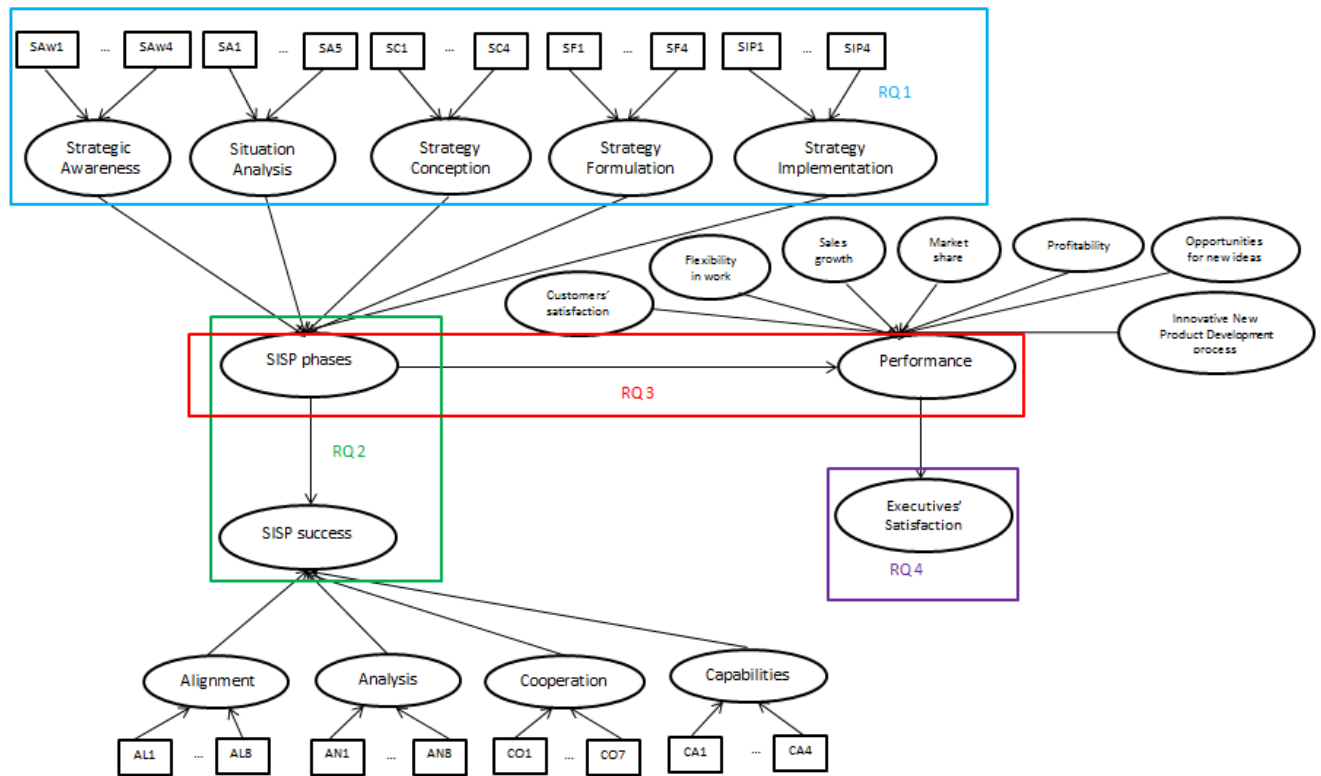 SAw1 ... SAw4 SA1 ... SA5 SC1 ... SC4 SF1 ... SF4 SIP1 ... SIP4
RQ 1
Strategic
Awareness
Situation
Analysis
Strategy
Conception
Strategy
Formulation
Strategy
Implementation
Customers'
satisfaction
Flexibility
in work
Sales
growth
Market
share
Profitability
Opportunities
for new ideas
Innovative New
Product Development
process
SISP phases
Performance
RQ 3
RQ 2
SISP success
Executives'
Satisfaction
RQ 4
Alignment
Analysis
Cooperation
Capabilities
AL1 ... AL8 AN1 ... AN8 CO1 ... CO7 CA1 ... CA4